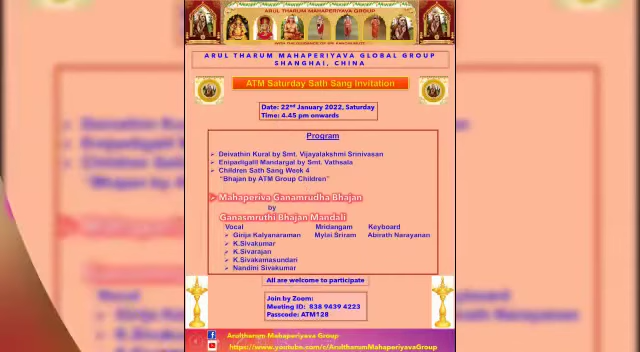 ARUL THARUM MAHAPERIYAVA GROUP
ARUL THARUM MAHAPERIYAVA GLOBAL GROUP
SHANGHAI, CHINA
ATM Saturday Sath Sang Invitation
Date: 22nd January 2022, Saturday
Time: 4.45 pm onwards
Program
➢ Deivathin Kural by Smt. Vijayalakshmi Srinivasan
➢ Enipadigalil Mandargal by Smt. Vathsala
➢ Children Sath Sang Week 4
"Bhajan by ATM Group Children"
➢ Mahaperiva Ganamrudha Bhajan
by
Ganasmruthi Bhajan Mandali
Vocal Mridangam Keyboard
➢ Girija Kalyanaraman Mylai Sriram Abirath Narayanan
➢ K.Sivakumar
➢ K.Sivarajan
➢ K.Sivakamasundari
➢ Nandini Sivakumar
All are welcome to participate
Join by Zoom:
Meeting ID: 838 9439 4223
Passcode: ATM128
Arultharum Mahaperiyava Group
https://www.youtube.com/c/ArultharumMahaperiyavaGroup